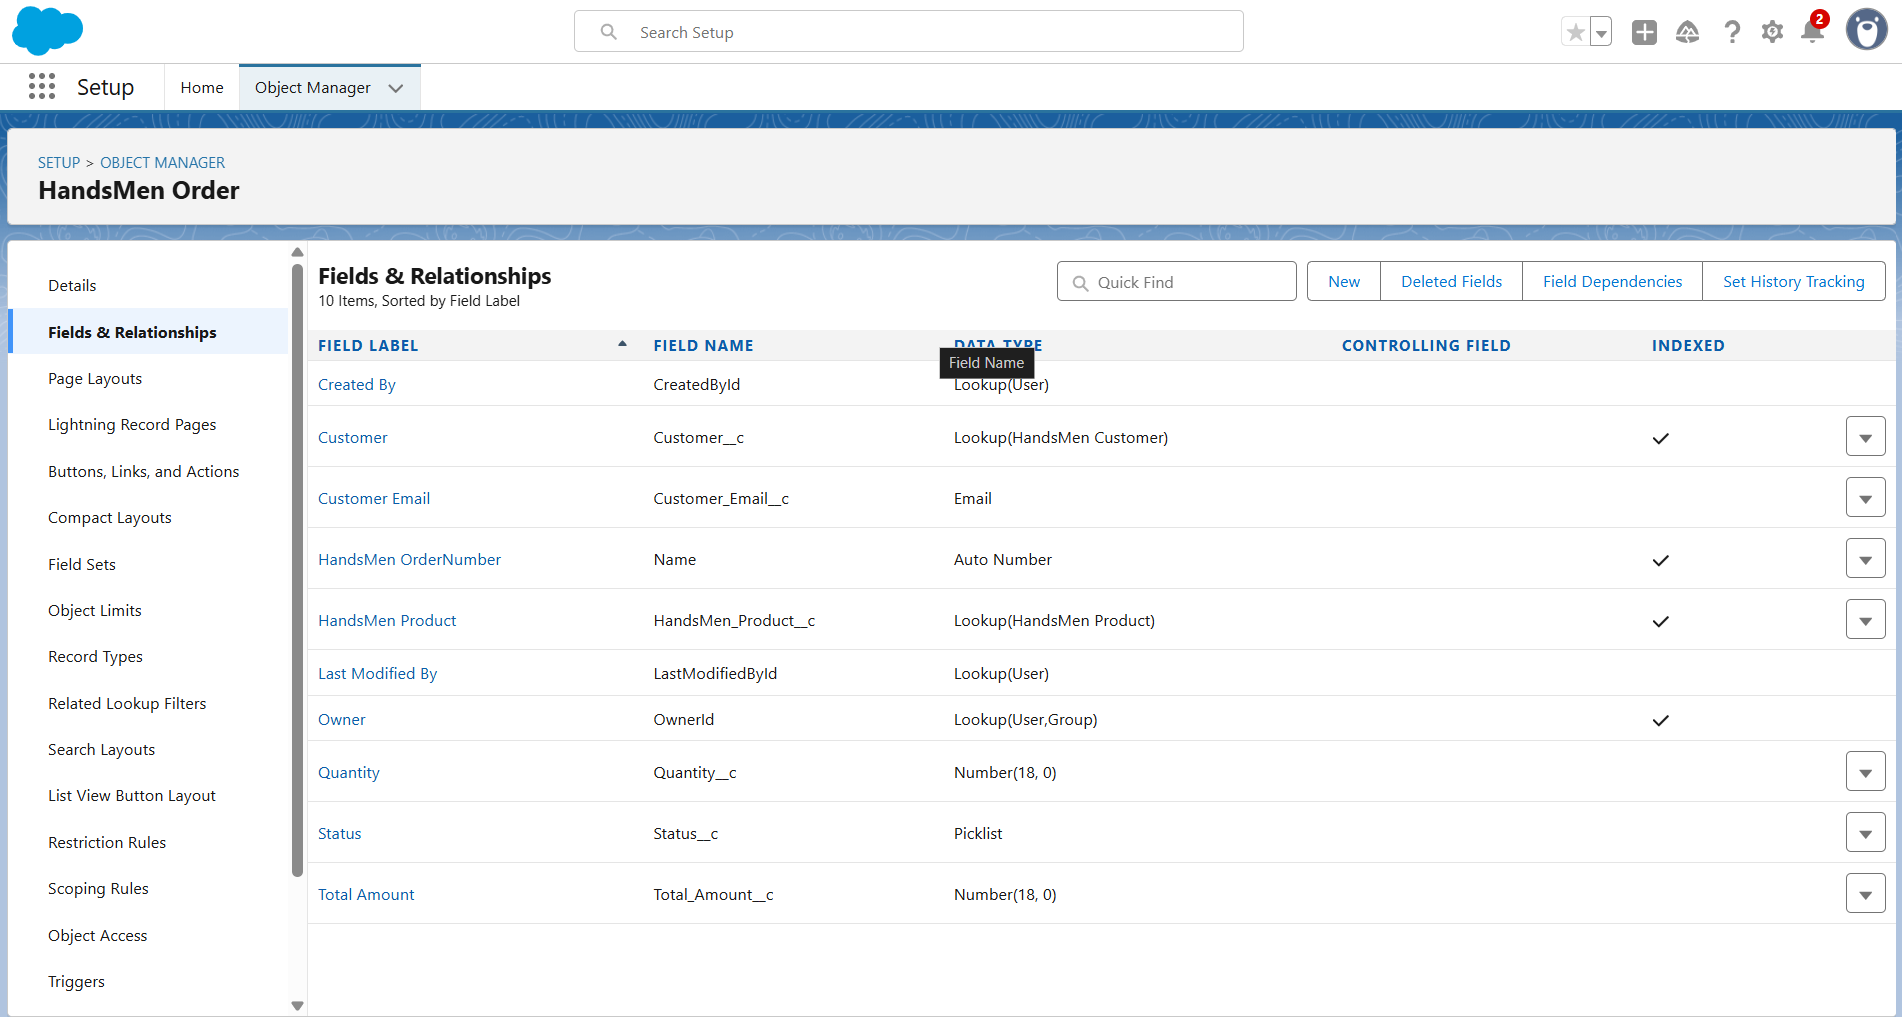 Search Setup
2
Setup
Home
Object Manager
SETUP > OBJECT MANAGER
HandsMen Order
Details
Fields & Relationships
Page Layouts
Lightning Record Pages
Buttons, Links, and Actions
Compact Layouts
Field Sets
Object Limits
Record Types
Related Lookup Filters
Search Layouts
List View Button Layout
Restriction Rules
Scoping Rules
Object Access
Triggers
Fields & Relationships
10 Items, Sorted by Field Label
Quick Find
New
Deleted Fields
Field Dependencies
Set History Tracking
FIELD LABEL FIELD NAME DATA TYPE CONTROLLING FIELD INDEXED
Field Name
Created By CreatedById Lookup(User)
Customer Customer__c Lookup(HandsMen Customer)
Customer Email Customer_Email__c Email
HandsMen OrderNumber Name Auto Number
HandsMen Product HandsMen_Product__c Lookup(HandsMen Product)
Last Modified By LastModifiedById Lookup(User)
Owner OwnerId Lookup(User,Group)
Quantity Quantity__c Number(18, 0)
Status Status__c Picklist
Total Amount Total_Amount__c Number(18, 0)